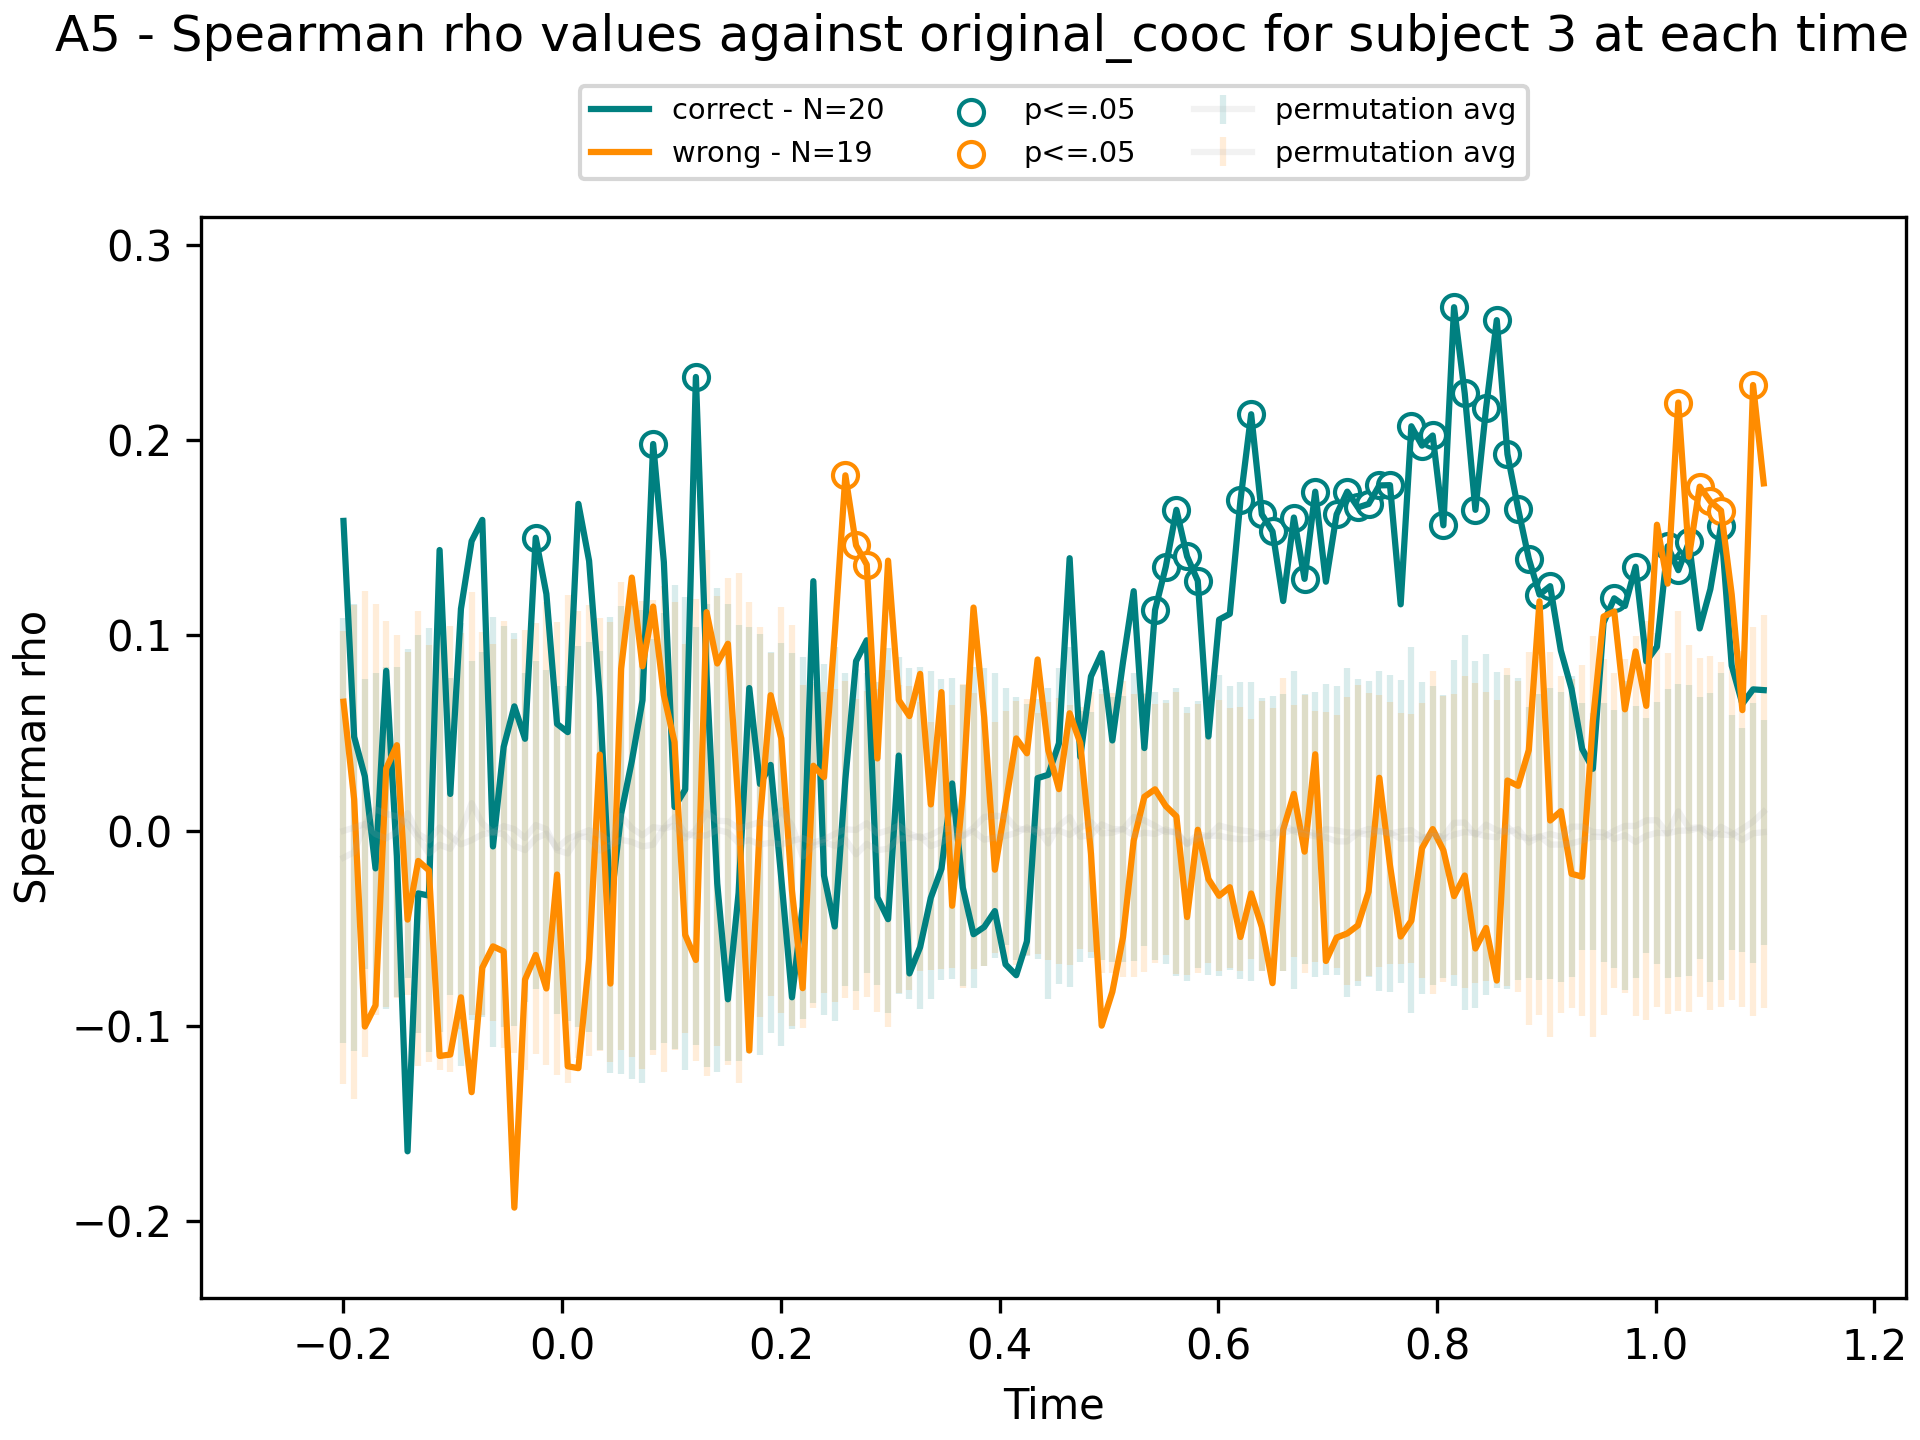 A5 - Spearman rho values against original_cooc for subject 3 at each time
correct - N=20
wrong - N=19
p<=.05
p<=.05
permutation avg
permutation avg
Spearman rho
0.3
0.2
0.1
0.0
−0.1
−0.2
−0.2 0.0 0.2 0.4 0.6 0.8 1.0 1.2
Time